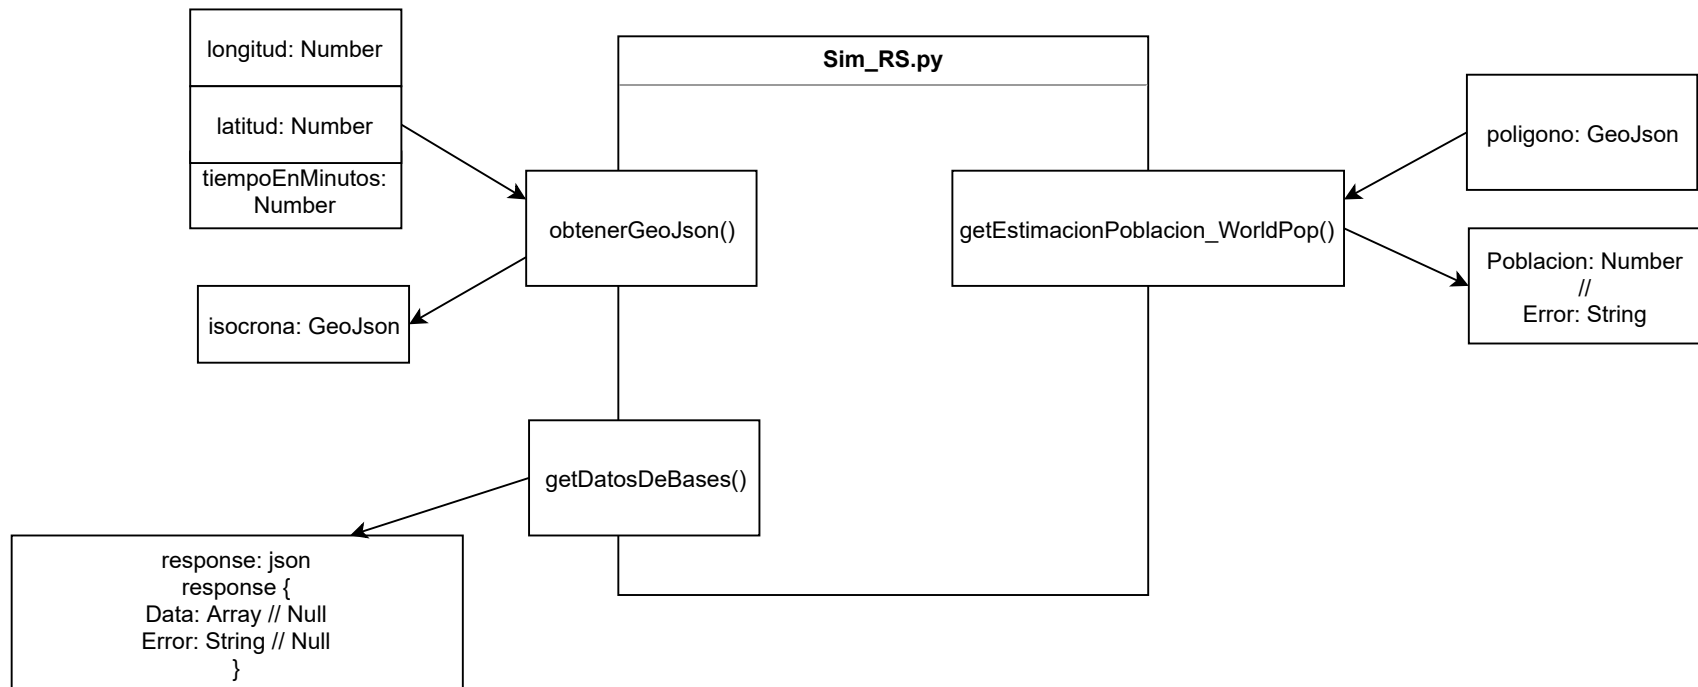 longitud: Number
latitud: Number
tiempoEnMinutos:
Number
Sim_RS.py
poligono: GeoJson
obtenerGeoJson()
getEstimacionPoblacion_WorldPop()
Poblacion: Number
//
Error: String
isocrona: GeoJson
getDatosDeBases()
response: json
response {
Data: Array // Null
Error: String // Null
}